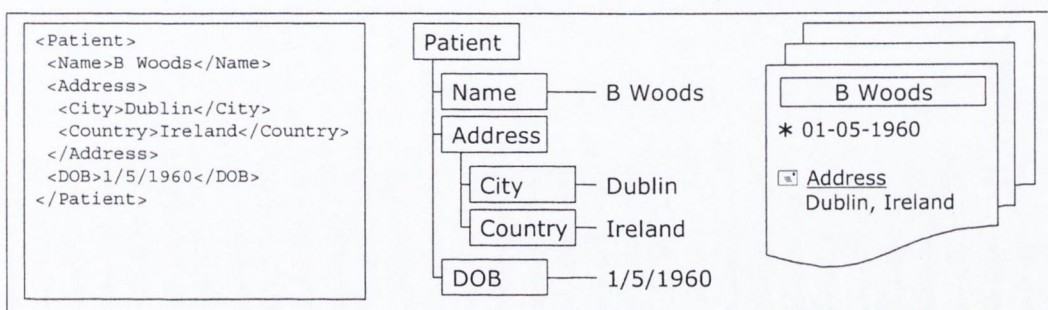 <Patient>
<Name>B Woods</Name>
<Address>
<City>Dublin</City>
<Country>Ireland</Country>
</Address>
<DOB>1/5/1960</DOB>
</Patient>
Patient
Name B Woods
Address
City Dublin
Country Ireland
DOB 1/5/1960
B Woods
* 01-05-1960
Address
Dublin, Ireland